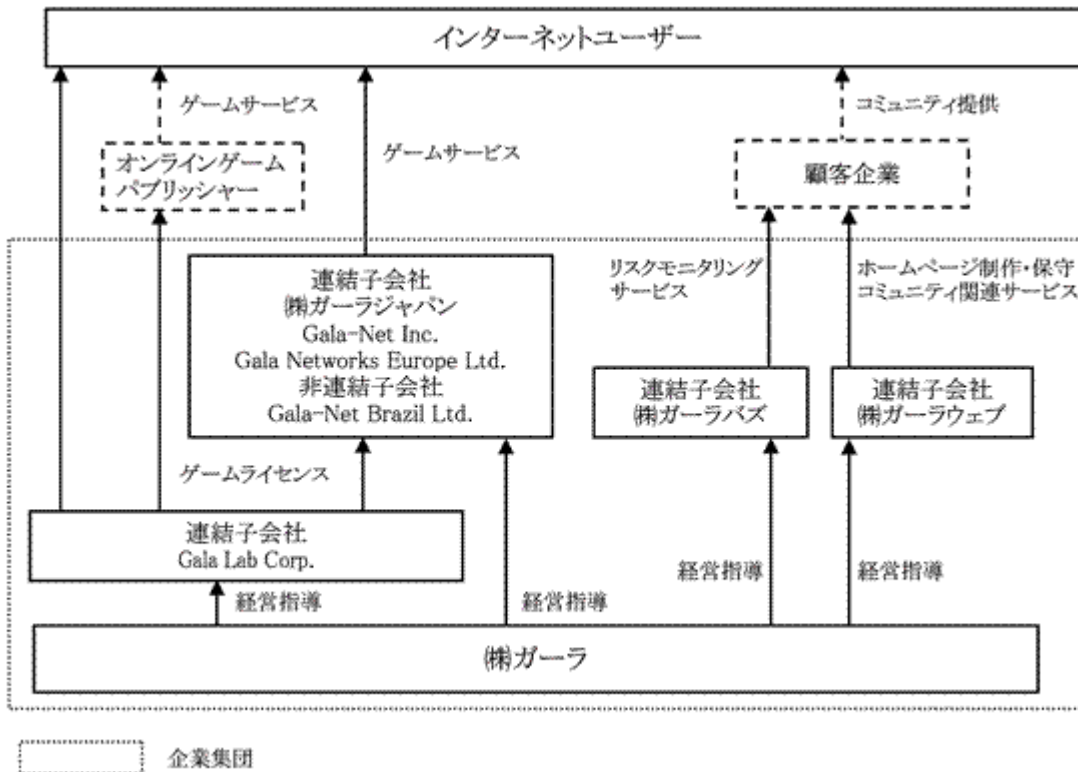 インターネットユーザー
ゲームサービス
コミュニティ提供
ゲームサービス
オンラインゲーム
パブリッシャー
顧客企業
リスクモニタリング
サービス
ホームページ制作・保守
コミュニティ関連サービス
連結子会社
㈱ガーラジャパン
Gala-Net Inc.
Gala Networks Europe Ltd.
非連結子会社
Gala-Net Brazil Ltd.
連結子会社
㈱ガーラバズ
連結子会社
㈱ガーラウェブ
ゲームライセンス
連結子会社
Gala Lab Corp.
経営指導
経営指導
経営指導
経営指導
㈱ガーラ
企業集団